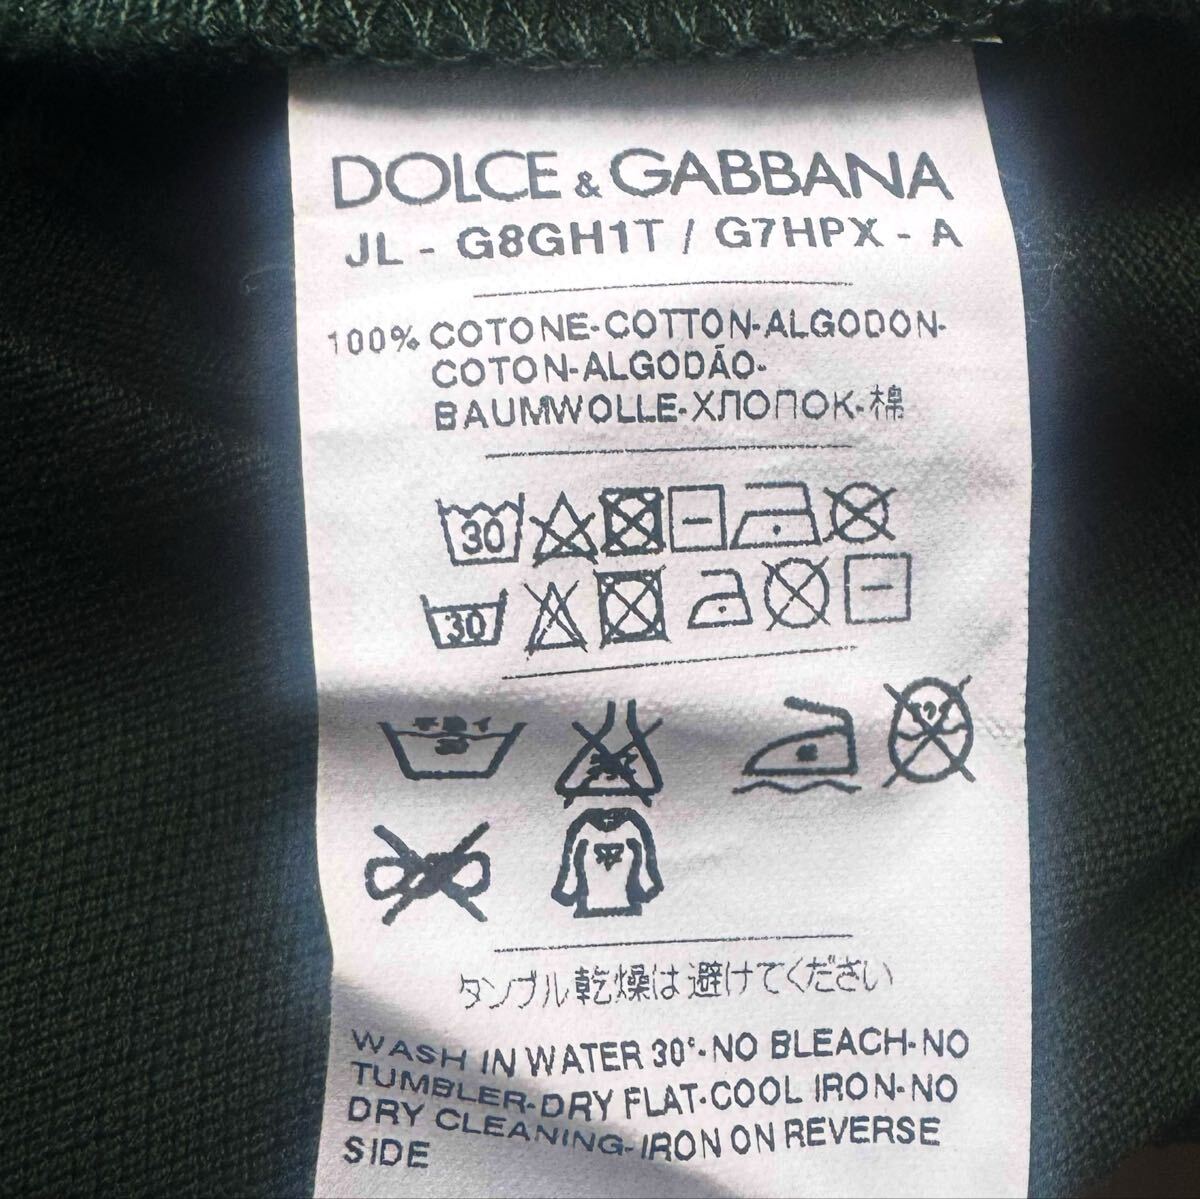 DOLCE & GABBANA
JL - G8GH1T / G7HPX - A
100% COTONE-COTTON-ALGODON-
COTON-ALGODÃO-
BAUMWOLLE-ХЛОПОК-棉
30
30
タンブル乾燥は避けてください
WASH IN WATER 30°-NO BLEACH-NO
TUMBLER-DRY FLAT-COOL IRON-NO
DRY CLEANING-IRON ON REVERSE
SIDE